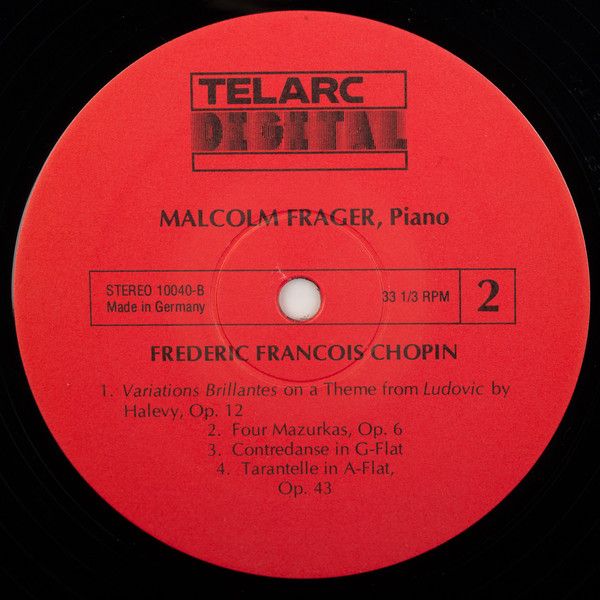 TELARC
DIGITAL
MALCOLM FRAGER, Piano
STEREO 10040-B
Made in Germany
33 1/3 RPM
2
FREDERIC FRANCOIS CHOPIN
1. Variations Brillantes on a Theme from Ludovic by
Halevy, Op. 12
2. Four Mazurkas, Op. 6
3. Contredanse in G-Flat
4. Tarantelle in A-Flat,
Op. 43